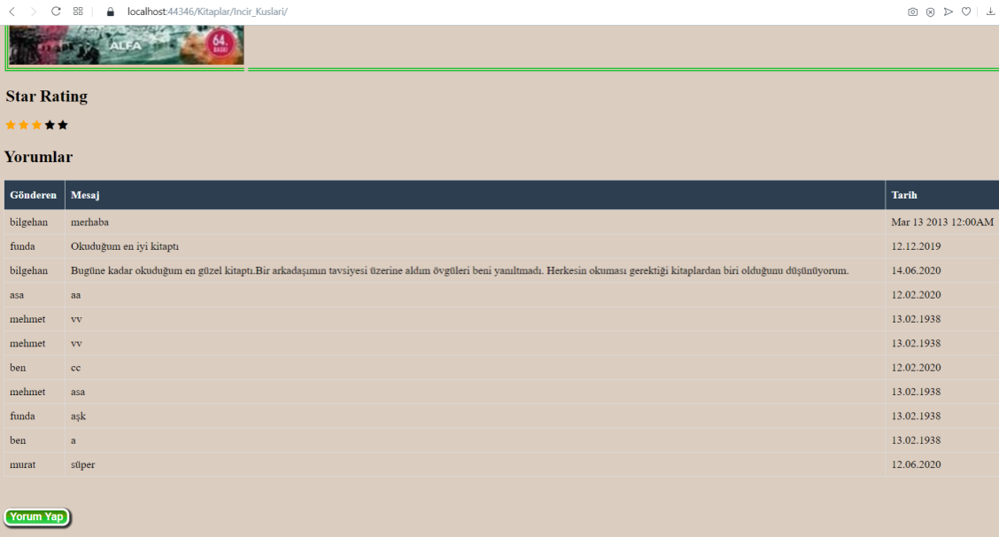 localhost:44346/Kitaplar/Incir_Kuslari/
ALFA
64.
BASKI
Star Rating
Yorumlar
Gönderen Mesaj Tarih
bilgehan merhaba Mar 13 2013 12:00AM
funda Okuduğum en iyi kitaptı 12.12.2019
bilgehan Bugüne kadar okuduğum en güzel kitaptı.Bir arkadaşımın tavsiyesi üzerine aldım övgüleri beni yanıltmadı. Herkesin okuması gerektiği kitaplardan biri olduğunu düşünüyorum. 14.06.2020
asa aa 12.02.2020
mehmet vv 13.02.1938
mehmet vv 13.02.1938
ben cc 12.02.2020
mehmet asa 13.02.1938
funda aşk 13.02.1938
ben a 13.02.1938
murat süper 12.06.2020
Yorum Yap